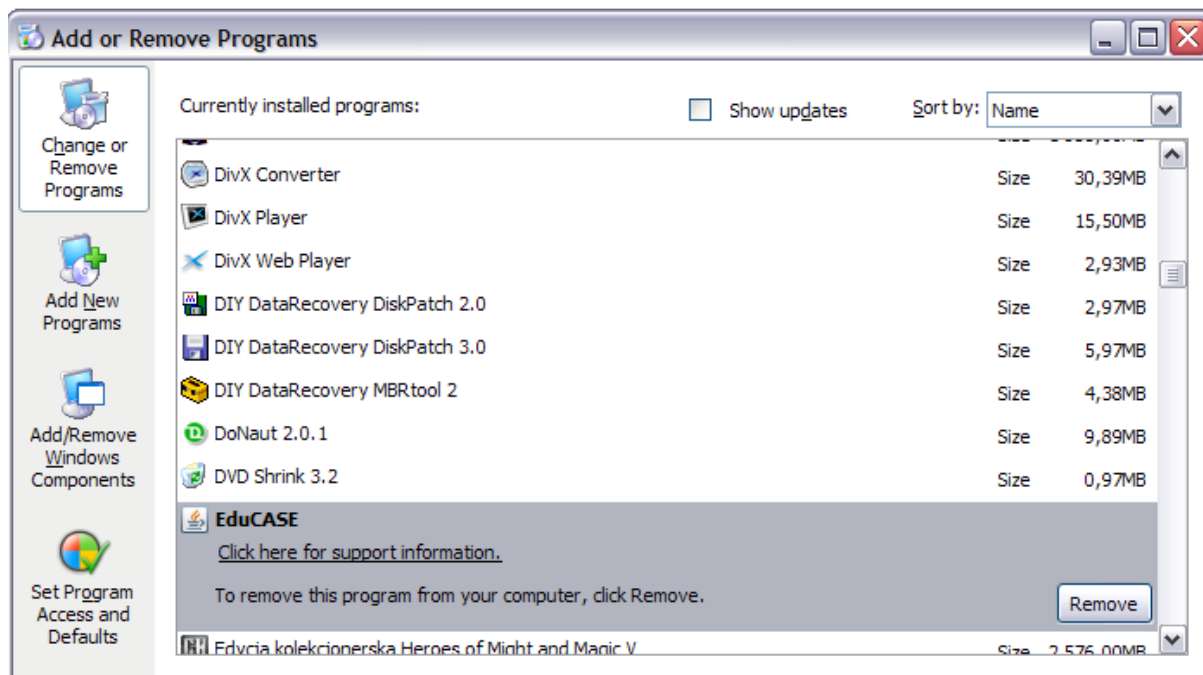 Add or Remove Programs
Change or
Remove
Programs
Add New
Programs
Add/Remove
Windows
Components
Set Program
Access and
Defaults
Currently installed programs:
Show updates
Sort by: Name
DivX Converter Size 30,39MB
DivX Player Size 15,50MB
DivX Web Player Size 2,93MB
DIY DataRecovery DiskPatch 2.0 Size 2,97MB
DIY DataRecovery DiskPatch 3.0 Size 5,97MB
DIY DataRecovery MBRtool 2 Size 4,38MB
DoNaut 2.0.1 Size 9,89MB
DVD Shrink 3.2 Size 0,97MB
EduCASE
Click here for support information.
To remove this program from your computer, click Remove.
Remove
Edycja kolekcjonerska Heroes of Might and Magic V Size 2 576,00MB